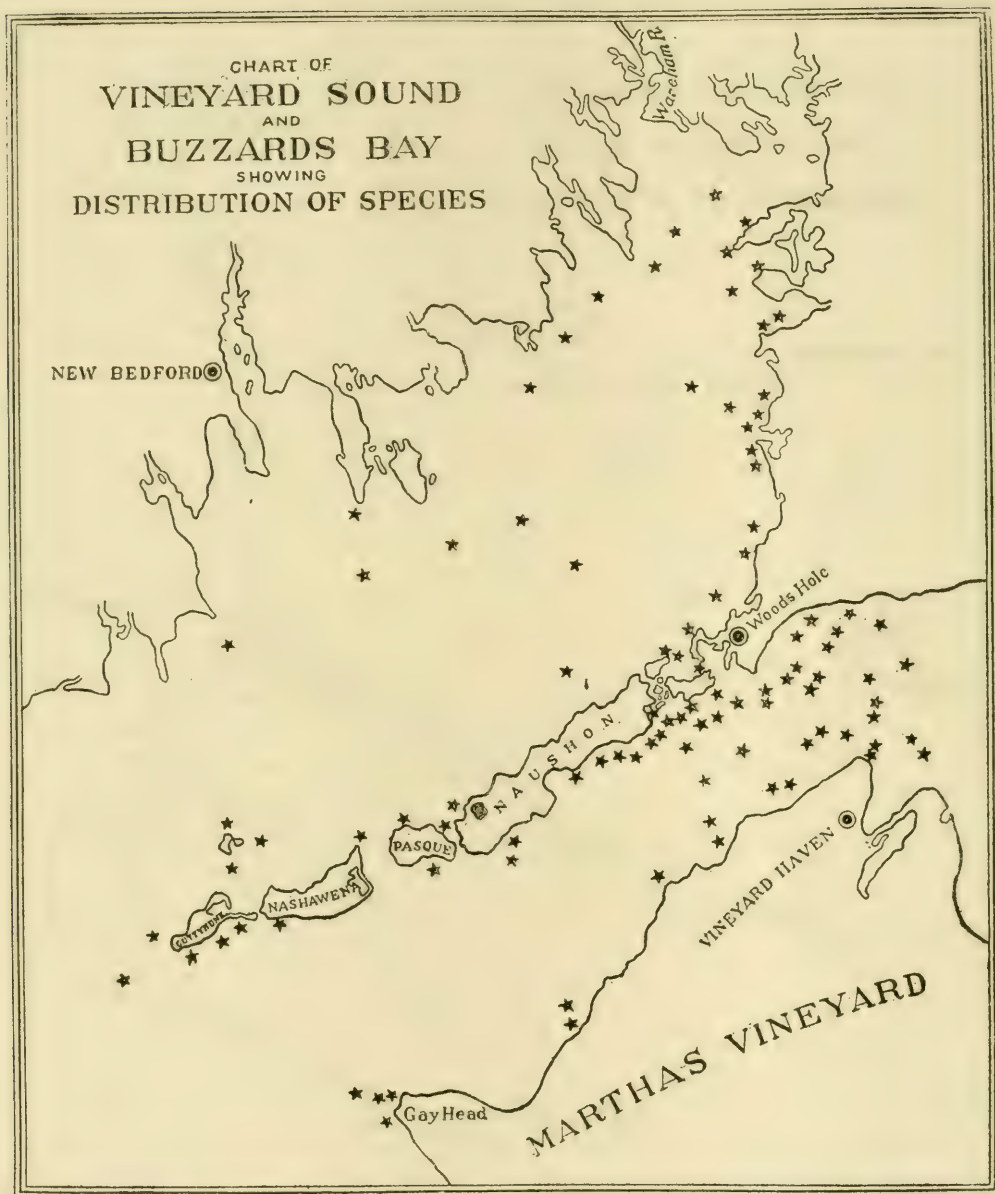 CHART OF
VINEYARD SOUND
AND
BUZZARDS BAY
SHOWING
DISTRIBUTION OF SPECIES
Wareham R.
NEW BEDFORD
Woods Hole
NAUSHON
PASQUE
NASHAWENA
CUTTYHUNK
VINEYARD HAVEN
MARTHAS VINEYARD
Gay Head